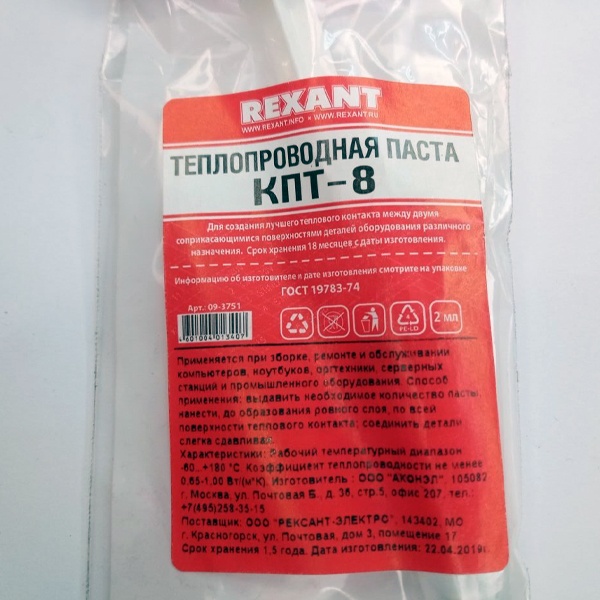 REXANT
WWW.REXANT.INFO • WWW.REXANT.RU
ТЕПЛОПРОВОДНАЯ ПАСТА
КПТ-8
Для создания лучшего теплового контакта между двумя
соприкасающимися поверхностями деталей оборудования различного
назначения. Срок хранения 18 месяцев с даты изготовления.
Информацию об изготовителе и дате изготовления смотрите на упаковке
ГОСТ 19783-74
Арт.: 09-3751
4601004013407
PE-LD
2 мл
Применяется при зборке, ремонте и обслуживании
компьютеров, ноутбуков, оргтехники, серверных
станций и промышленного оборудования. Способ
применения: выдавить необходимое количество пасты,
нанести, до образования ровного слоя, по всей
поверхности теплового контакта; соединить детали
слегка сдавливая.
Характеристики: Рабочий температурный диапазон
-60...+180 °C. Коэффициент теплопроводности не менее
0,65-1,00 Вт/(м*К). Изготовитель : ООО "АКОНЭЛ", 105082
г. Москва, ул. Почтовая Б., д. 36, стр.5, офис 207, тел.:
+7(495)258-35-15
Поставщик: ООО "РЕКСАНТ-ЭЛЕКТРО", 143402, МО
г. Красногорск, ул. Почтовая, дом 3, помещение 17
Срок хранения 1,5 года. Дата изготовления: 22.04.2019г.